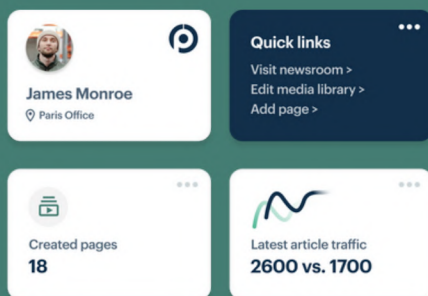 James Monroe
Paris Office
Quick links
Visit newsroom >
Edit media library >
Add page >
Created pages
18
Latest article traffic
2600 vs. 1700